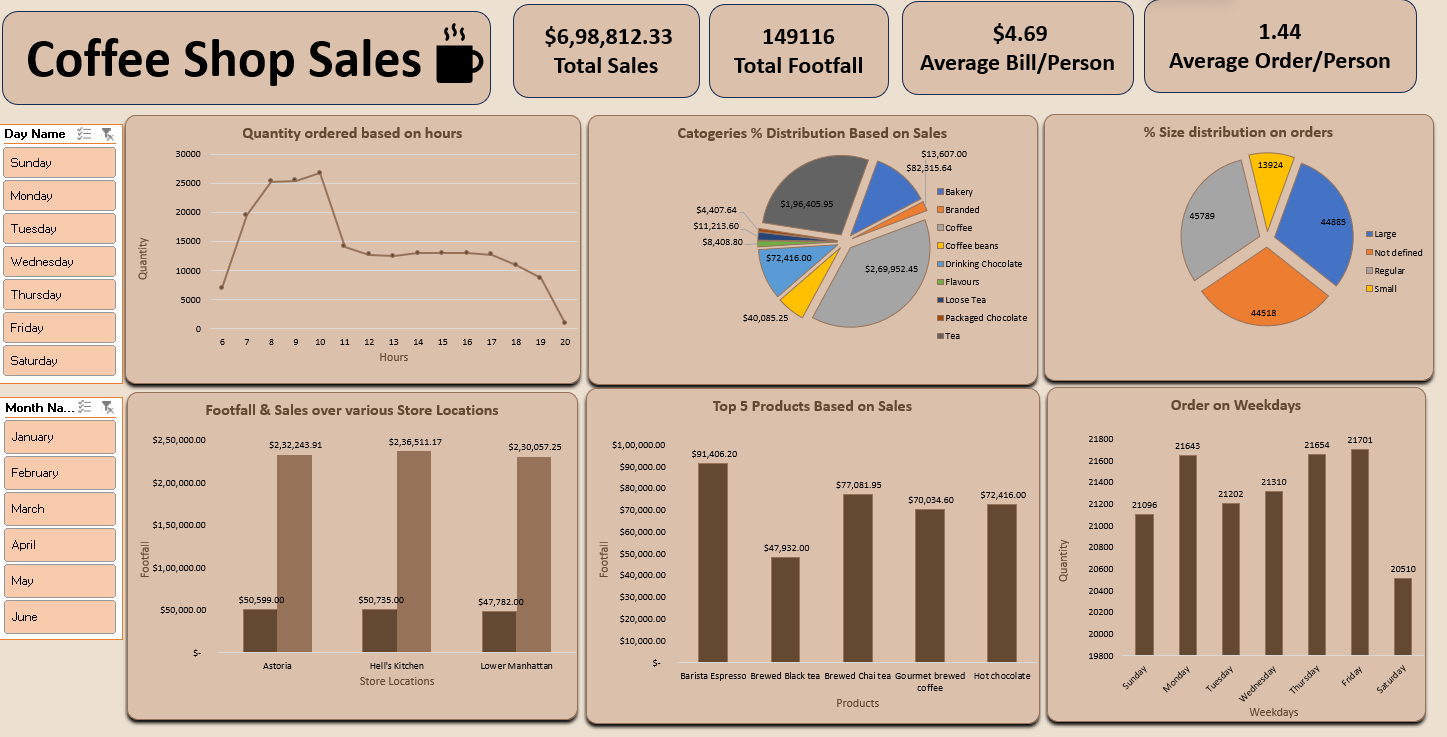 Coffee Shop Sales
$6,98,812.33
Total Sales
149116
Total Footfall
$4.69
Average Bill/Person
1.44
Average Order/Person
Day Name
Sunday
Monday
Tuesday
Wednesday
Thursday
Friday
Saturday
Month Na...
January
February
March
April
May
June
Quantity ordered based on hours
Quantity
30000
25000
20000
15000
10000
5000
0
6 7 8 9 10 11 12 13 14 15 16 17 18 19 20
Hours
Catogeries % Distribution Based on Sales
$13,607.00
$82,315.64
$1,96,405.95
$4,407.64
$11,213.60
$8,408.80
$72,416.00
$2,69,952.45
$40,085.25
Bakery
Branded
Coffee
Coffee beans
Drinking Chocolate
Flavours
Loose Tea
Packaged Chocolate
Tea
% Size distribution on orders
13924
45789
44885
44518
Large
Not defined
Regular
Small
Footfall & Sales over various Store Locations
Footfall
$2,50,000.00
$2,00,000.00
$1,50,000.00
$1,00,000.00
$50,000.00
$-
$2,32,243.91
$2,36,511.17
$2,30,057.25
$50,599.00
$50,735.00
$47,782.00
Astoria
Hell's Kitchen
Lower Manhattan
Store Locations
Top 5 Products Based on Sales
Footfall
$1,00,000.00
$90,000.00
$80,000.00
$70,000.00
$60,000.00
$50,000.00
$40,000.00
$30,000.00
$20,000.00
$10,000.00
$-
$91,406.20
$47,932.00
$77,081.95
$70,034.60
$72,416.00
Barista Espresso
Brewed Black tea
Brewed Chai tea
Gourmet brewed
coffee
Hot chocolate
Products
Order on Weekdays
Quantity
21800
21600
21400
21200
21000
20800
20600
20400
20200
20000
19800
21096
21643
21202
21310
21654
21701
20510
Sunday
Monday
Tuesday
Wednesday
Thursday
Friday
Saturday
Weekdays